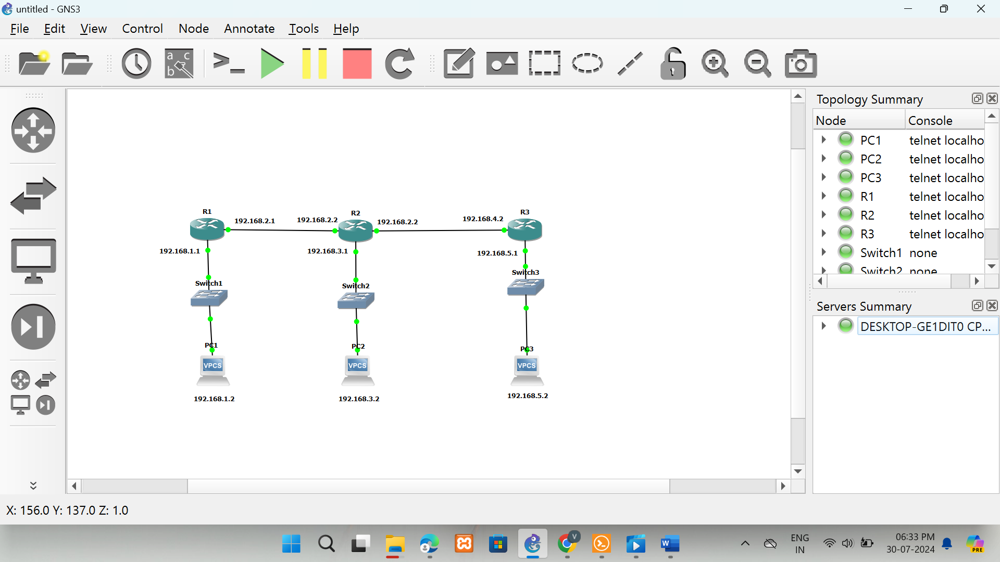 untitled - GNS3
File Edit View Control Node Annotate Tools Help
a c
b
Topology Summary
Node Console
PC1 telnet localho
PC2 telnet localho
PC3 telnet localho
R1 telnet localho
R2 telnet localho
R3 telnet localho
Switch1 none
Switch2 none
Servers Summary
DESKTOP-GE1DIT0 CP...
R1
R2
R3
192.168.2.1
192.168.2.2
192.168.2.2
192.168.4.2
192.168.1.1
192.168.3.1
192.168.5.1
Switch1
Switch2
Switch3
PC1
PC2
PC3
VPCS
VPCS
VPCS
192.168.1.2
192.168.3.2
192.168.5.2
X: 156.0 Y: 137.0 Z: 1.0
V
W
ENG
IN
06:33 PM
30-07-2024
PRE